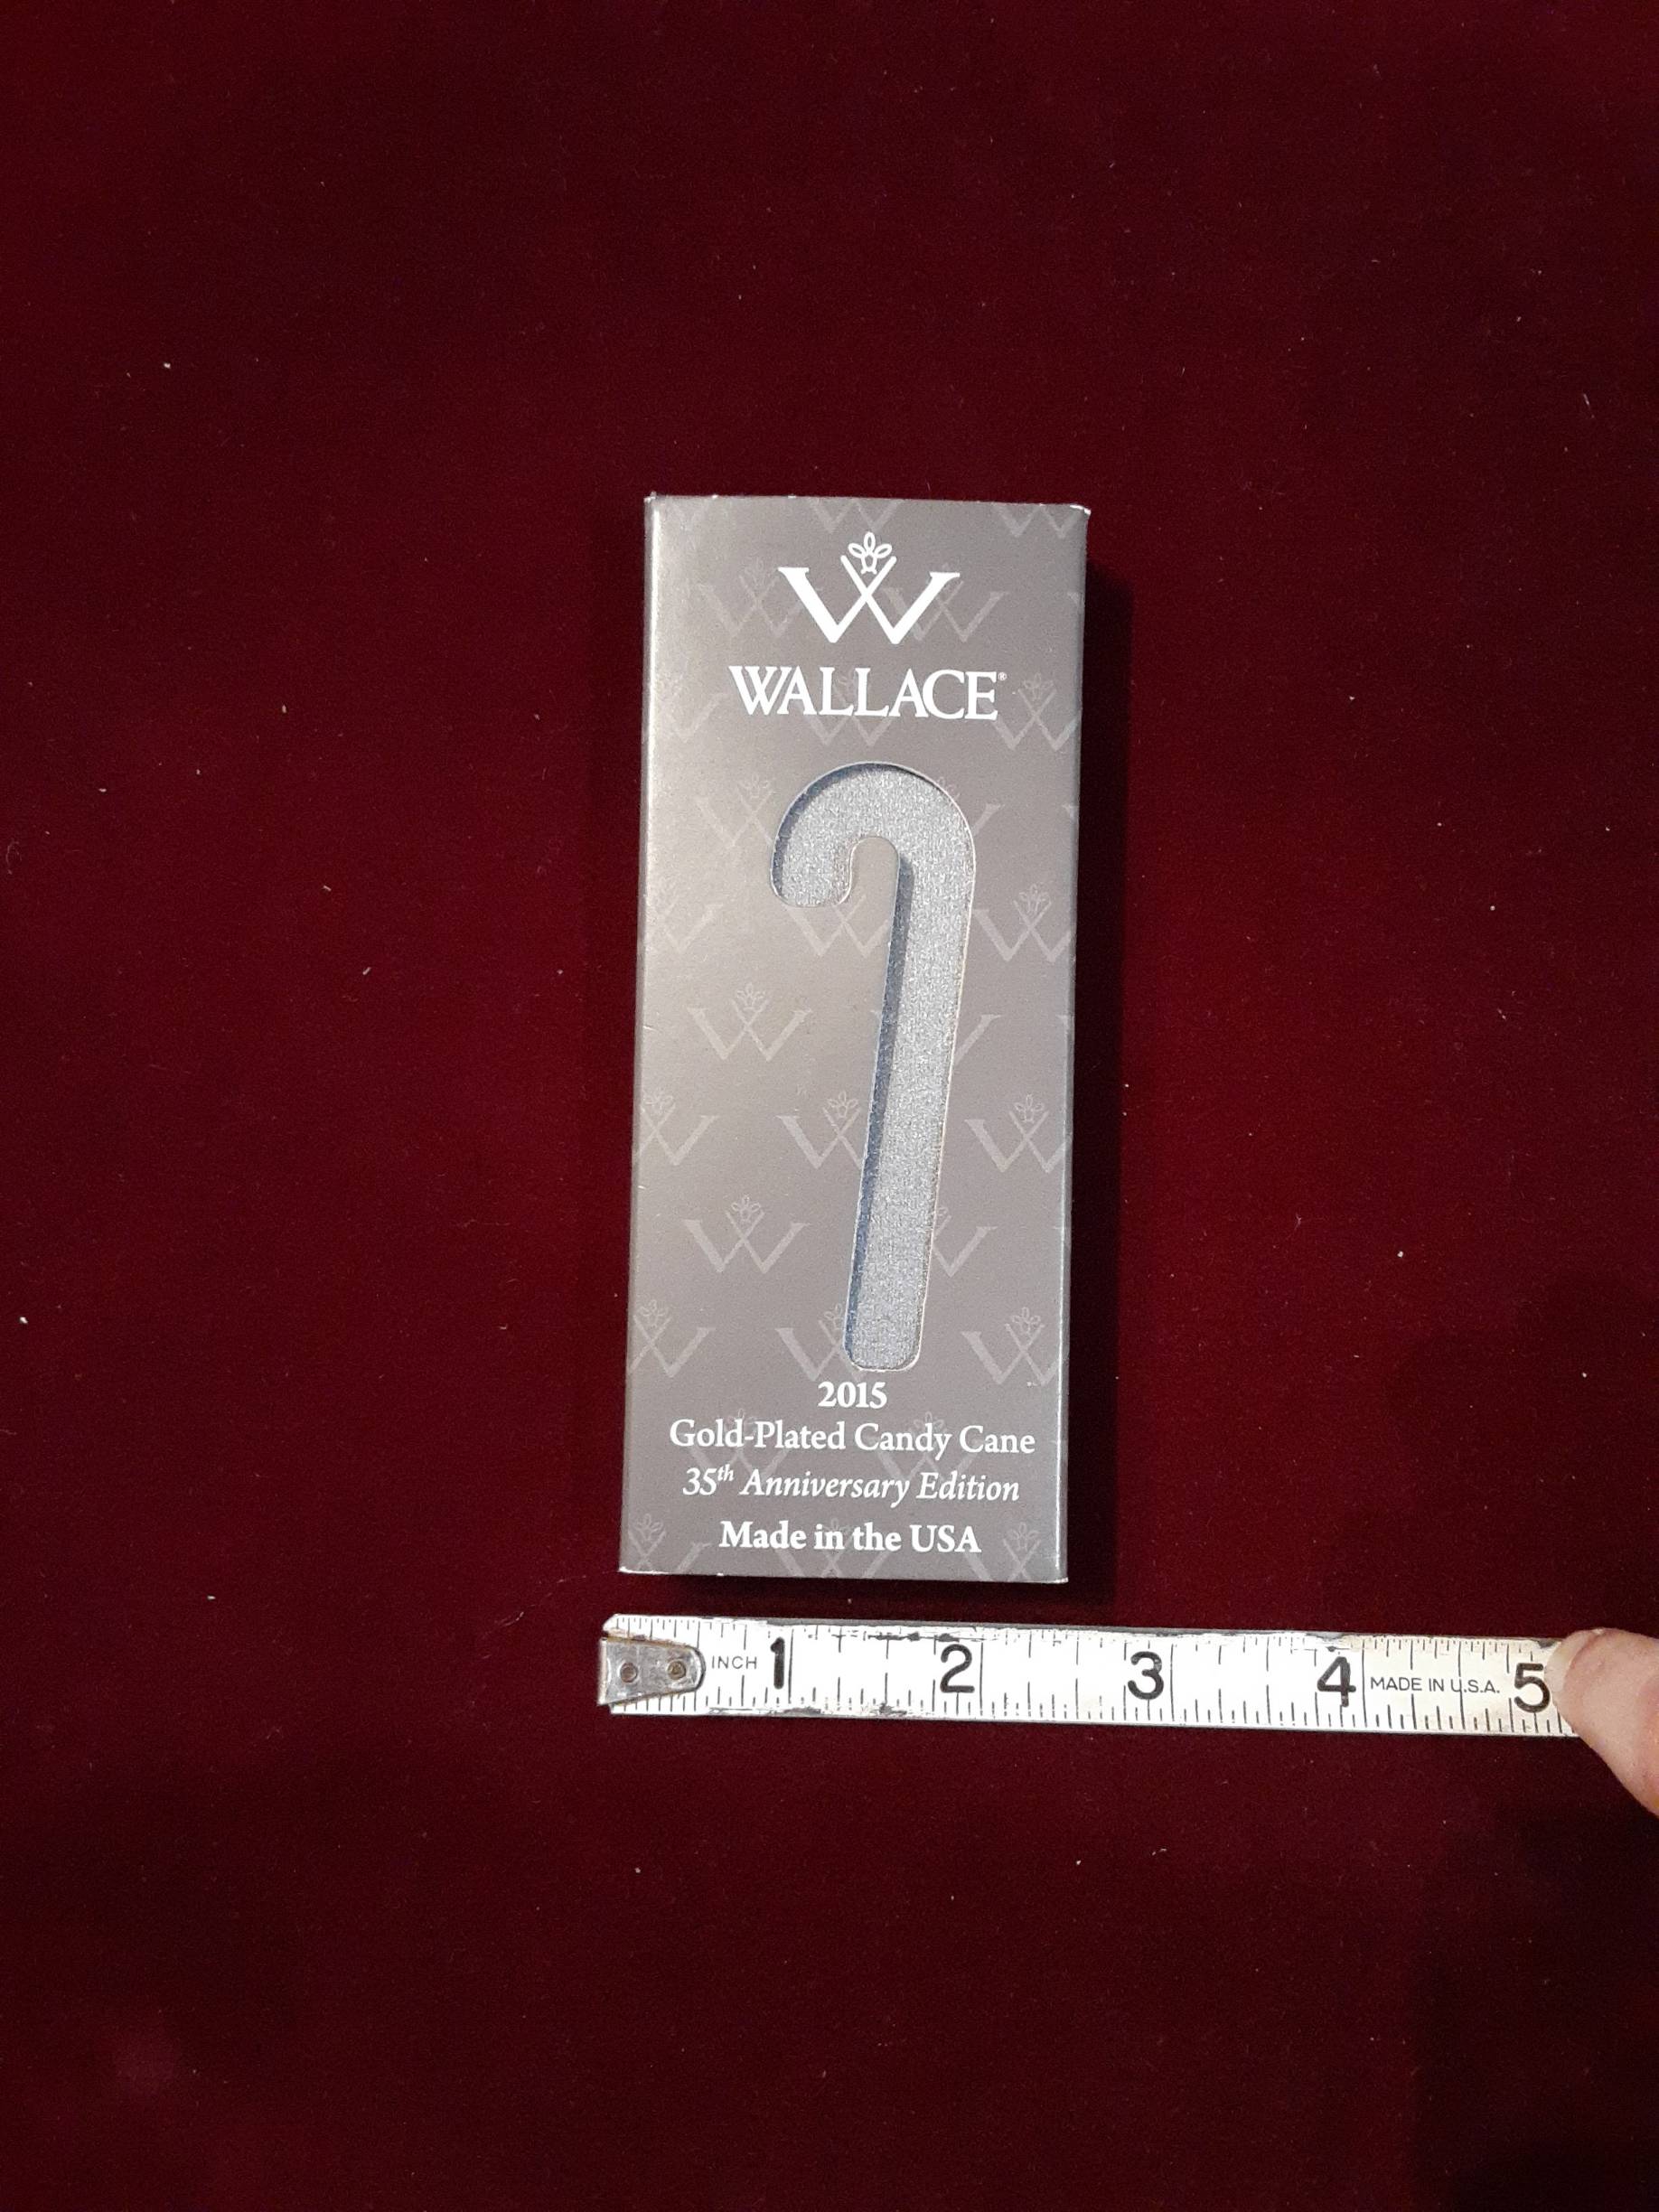 W
WALLACE®
2015
Gold-Plated Candy Cane
35th Anniversary Edition
Made in the USA
INCH 1 2 3 4 MADE IN U.S.A. 5